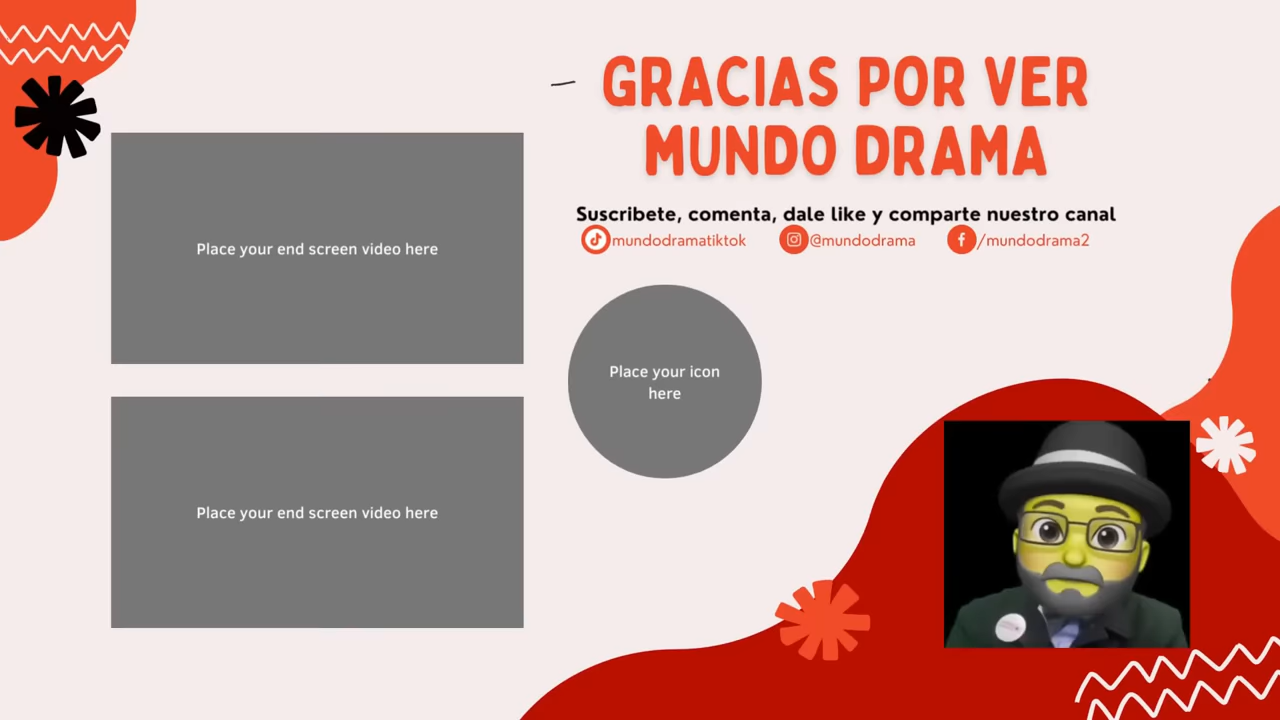 GRACIAS POR VER
MUNDO DRAMA
Suscribete, comenta, dale like y comparte nuestro canal
mundodramatiktok @mundodrama /mundodrama2
Place your end screen video here
Place your icon
here
Place your end screen video here